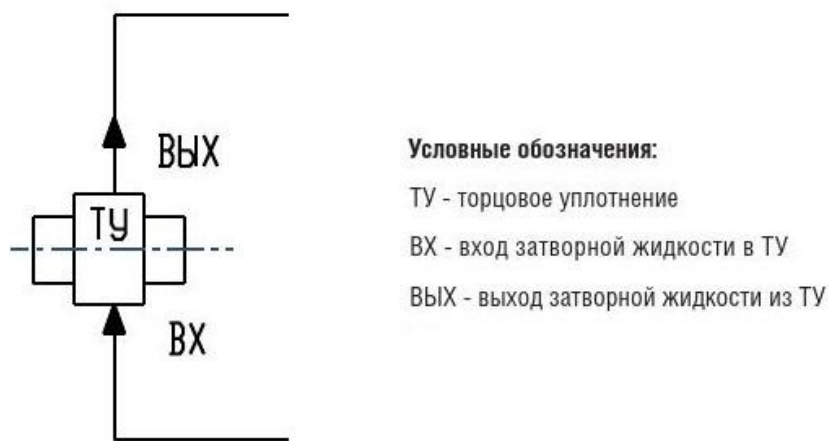 ВЫХ
ТУ
ВХ
Условные обозначения:
ТУ - торцовое уплотнение
ВХ - вход затворной жидкости в ТУ
ВЫХ - выход затворной жидкости из ТУ